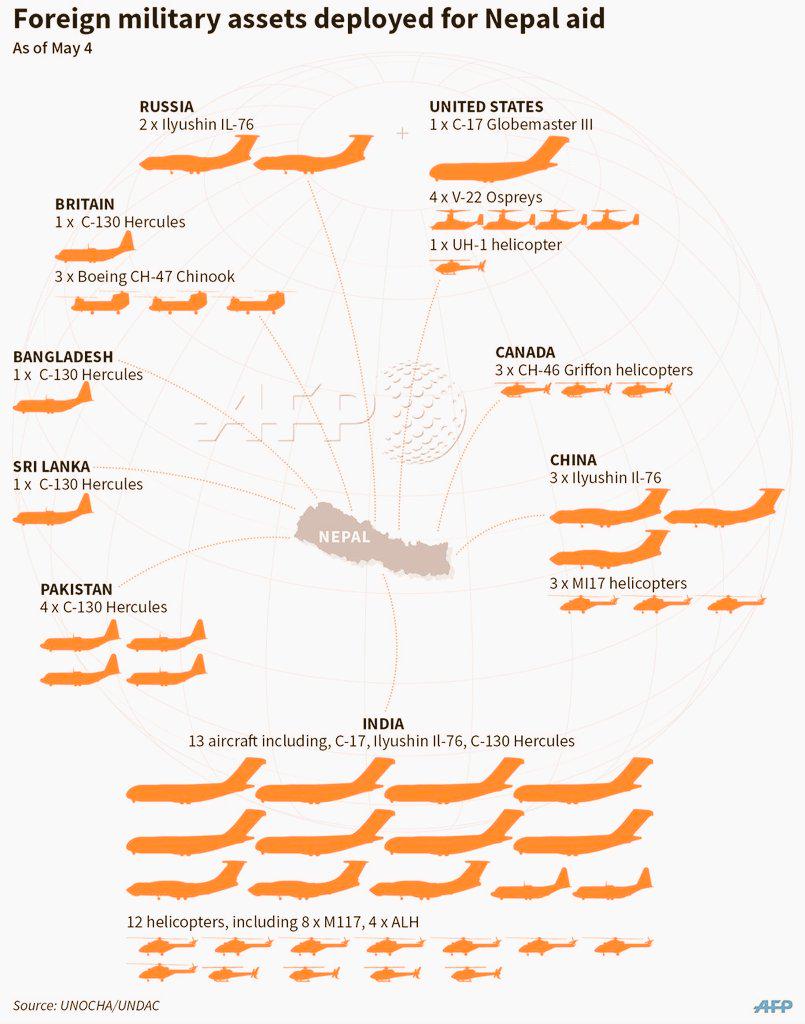 Foreign military assets deployed for Nepal aid
As of May 4
RUSSIA
2 x Ilyushin IL-76
UNITED STATES
1 x C-17 Globemaster III
4 x V-22 Ospreys
1 x UH-1 helicopter
BRITAIN
1 x C-130 Hercules
3 x Boeing CH-47 Chinook
BANGLADESH
1 x C-130 Hercules
CANADA
3 x CH-46 Griffon helicopters
AFP
SRI LANKA
1 x C-130 Hercules
CHINA
3 x Ilyushin Il-76
3 x MI17 helicopters
NEPAL
PAKISTAN
4 x C-130 Hercules
INDIA
13 aircraft including, C-17, Ilyushin Il-76, C-130 Hercules
12 helicopters, including 8 x M117, 4 x ALH
Source: UNOCHA/UNDAC
AFP